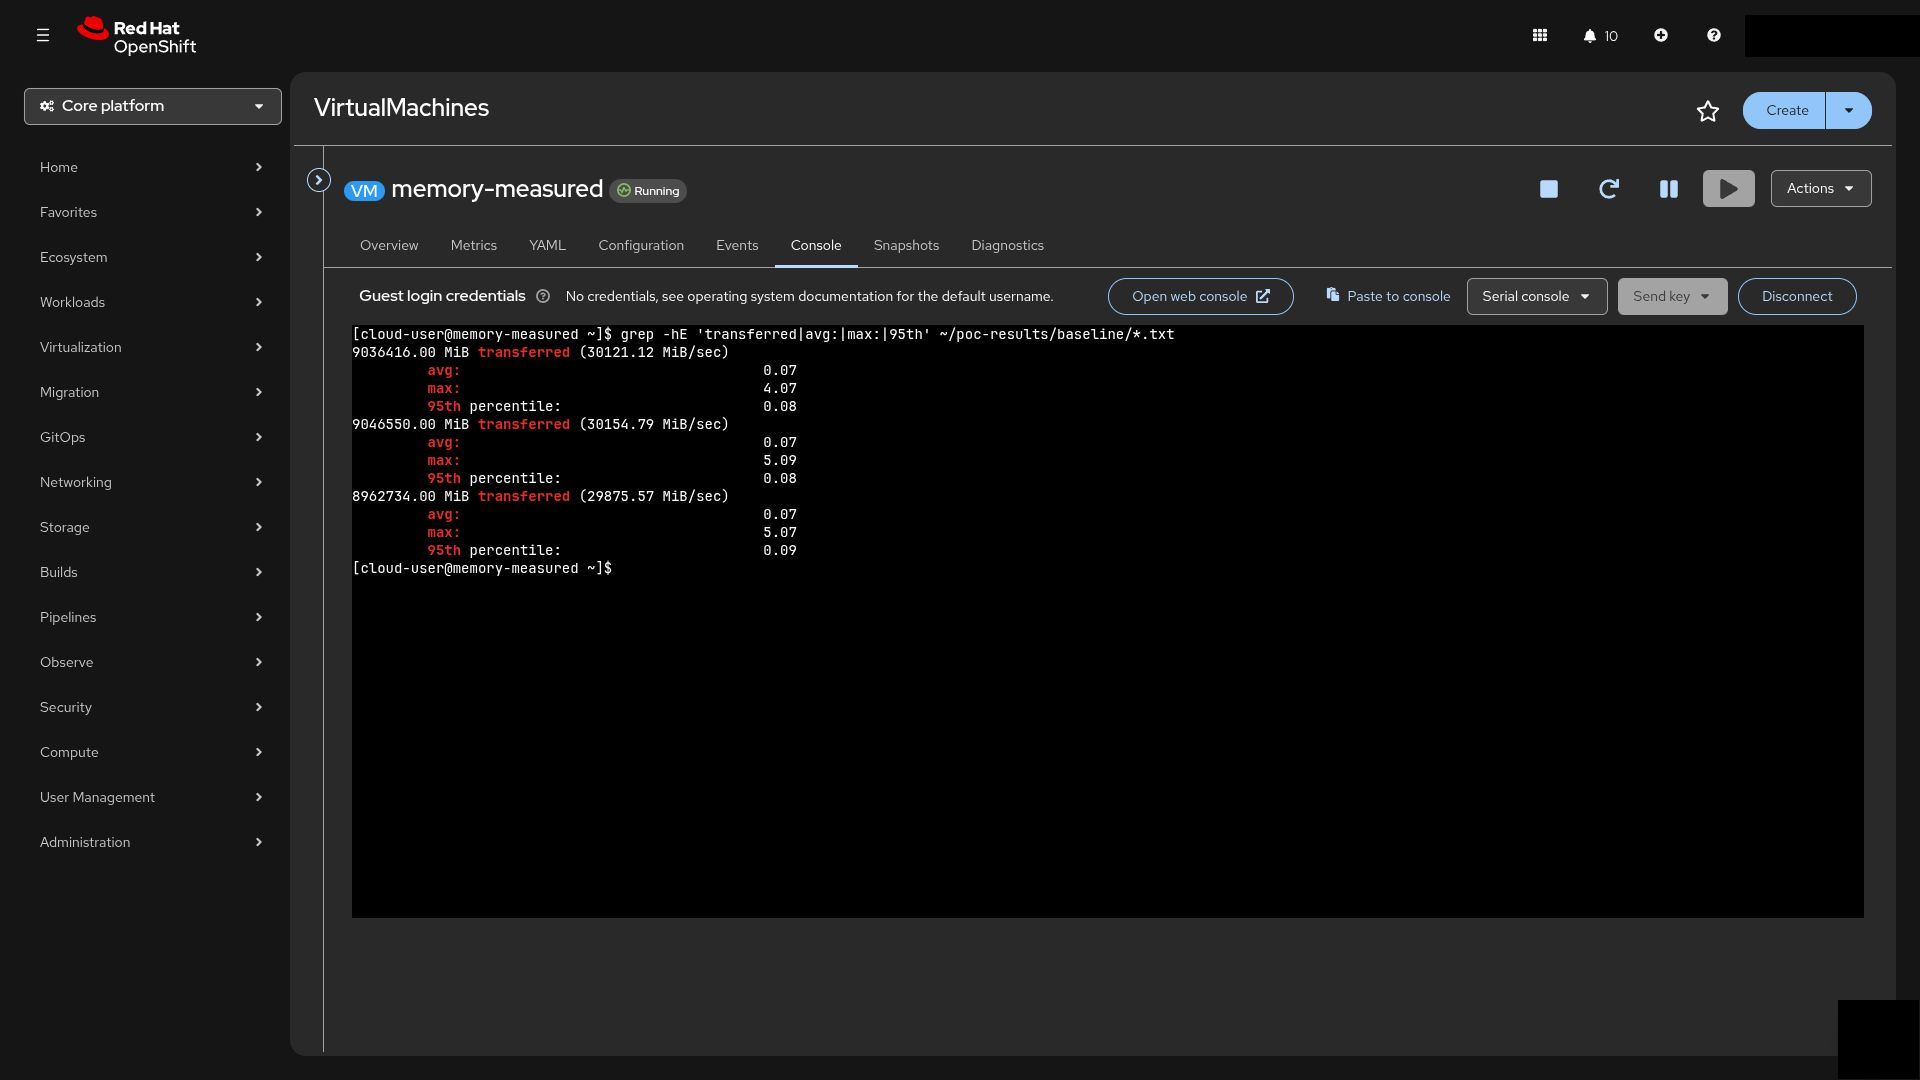 Red Hat
OpenShift
10
Core platform
Home
Favorites
Ecosystem
Workloads
Virtualization
Migration
GitOps
Networking
Storage
Builds
Pipelines
Observe
Security
Compute
User Management
Administration
VirtualMachines
Create
VM memory-measured Running
Actions
Overview Metrics YAML Configuration Events Console Snapshots Diagnostics
Guest login credentials No credentials, see operating system documentation for the default username. Open web console Paste to console Serial console Send key Disconnect
[cloud-user@memory-measured ~]$ grep -hE 'transferred|avg:|max:|95th' ~/poc-results/baseline/*.txt
9036416.00 MiB transferred (30121.12 MiB/sec)
avg: 0.07
max: 4.07
95th percentile: 0.08
9046550.00 MiB transferred (30154.79 MiB/sec)
avg: 0.07
max: 5.09
95th percentile: 0.08
8962734.00 MiB transferred (29875.57 MiB/sec)
avg: 0.07
max: 5.07
95th percentile: 0.09
[cloud-user@memory-measured ~]$